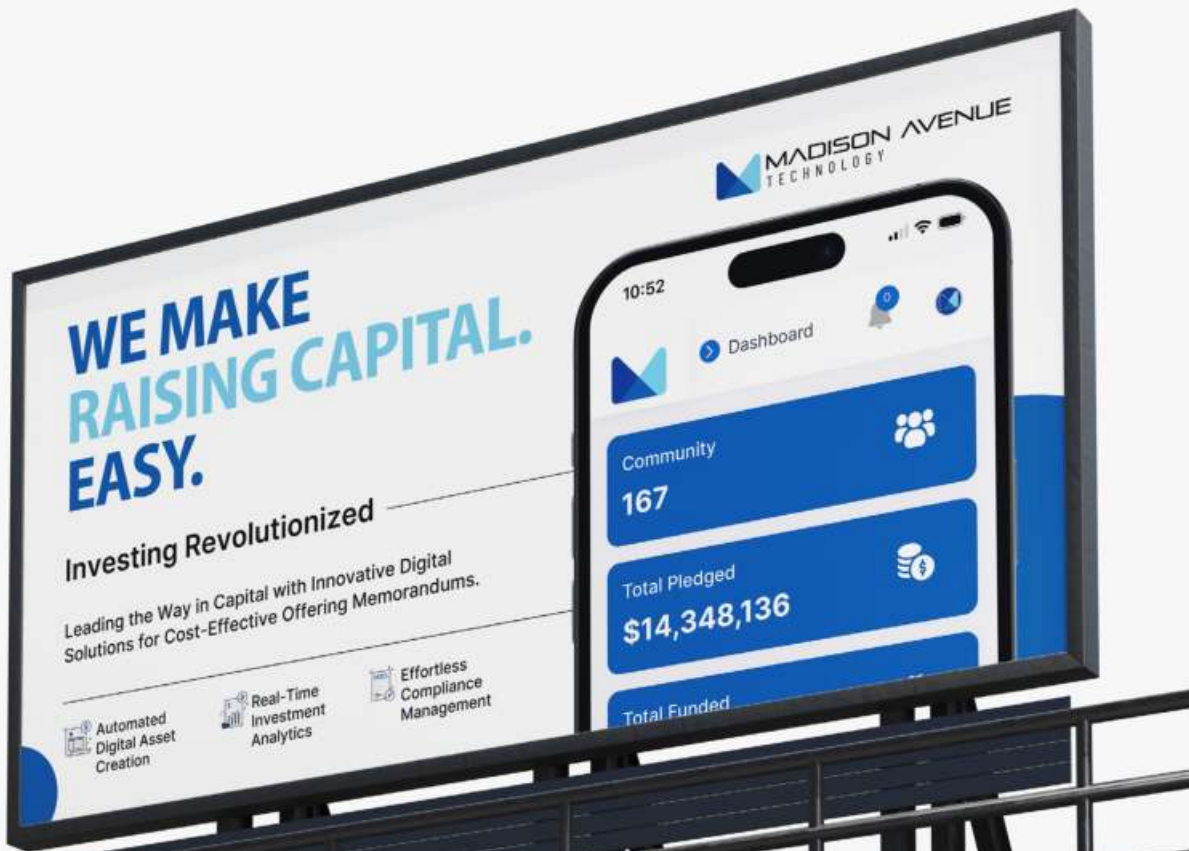 MADISON AVENUE
TECHNOLOGY
WE MAKE
RAISING CAPITAL.
EASY.
Investing Revolutionized
Leading the Way in Capital with Innovative Digital
Solutions for Cost-Effective Offering Memorandums.
Automated
Digital Asset
Creation
Real-Time
Investment
Analytics
Effortless
Compliance
Management
10:52
Dashboard
0
Community
167
Total Pledged
$14,348,136
Total Funded